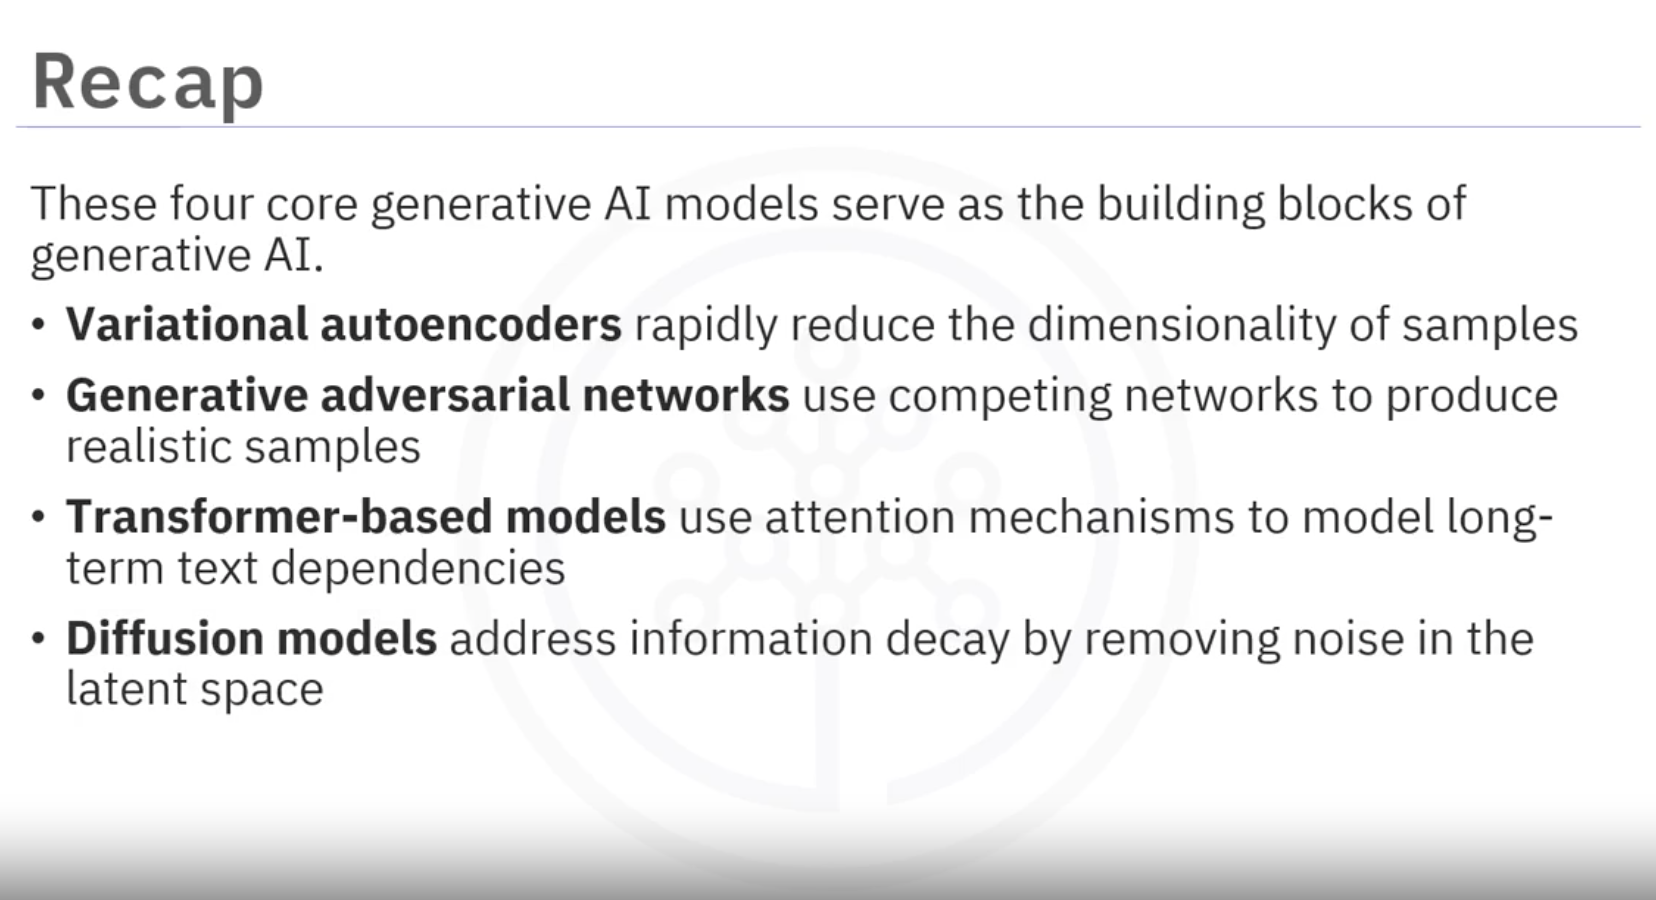 Recap
These four core generative AI models serve as the building blocks of
generative AI.
• Variational autoencoders rapidly reduce the dimensionality of samples
• Generative adversarial networks use competing networks to produce
realistic samples
• Transformer-based models use attention mechanisms to model long-
term text dependencies
• Diffusion models address information decay by removing noise in the
latent space